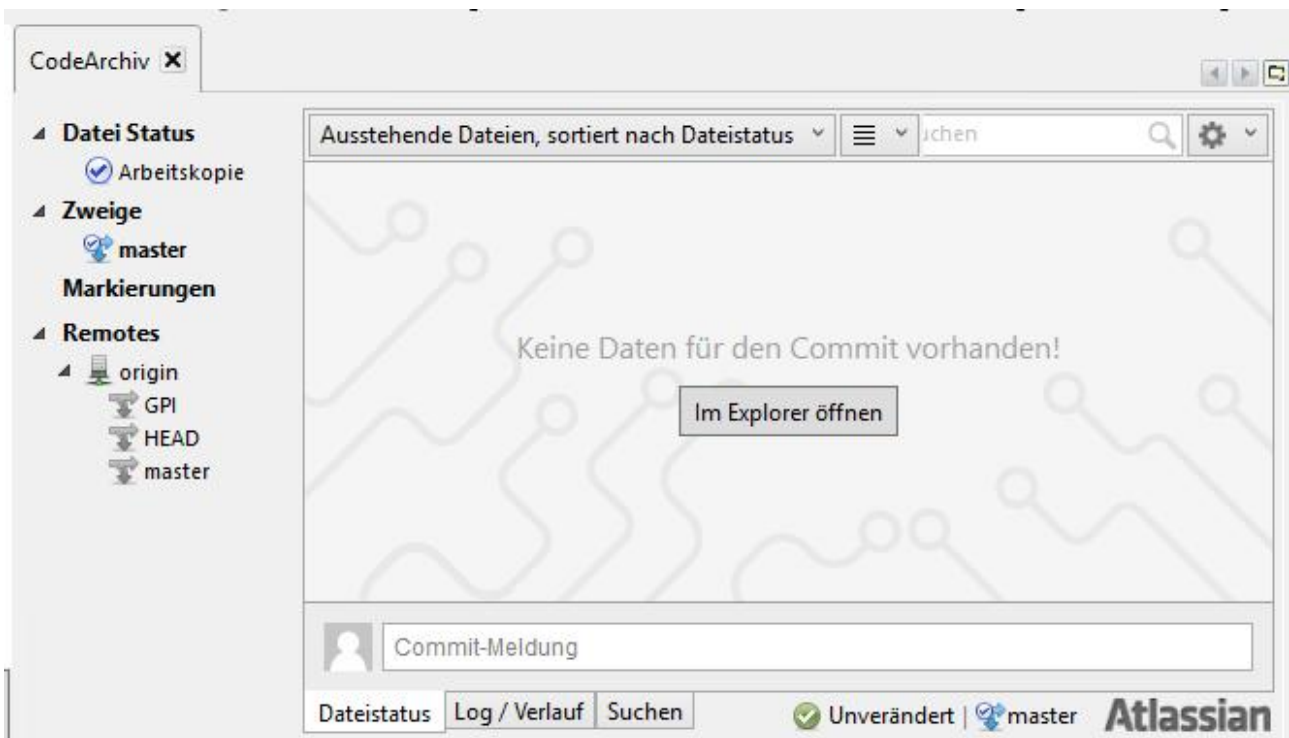 CodeArchiv
Datei Status
Arbeitskopie
Zweige
master
Markierungen
Remotes
origin
GPI
HEAD
master
Ausstehende Dateien, sortiert nach Dateistatus
uchen
Keine Daten für den Commit vorhanden!
Im Explorer öffnen
Commit-Meldung
Dateistatus Log / Verlauf Suchen Unverändert | master Atlassian